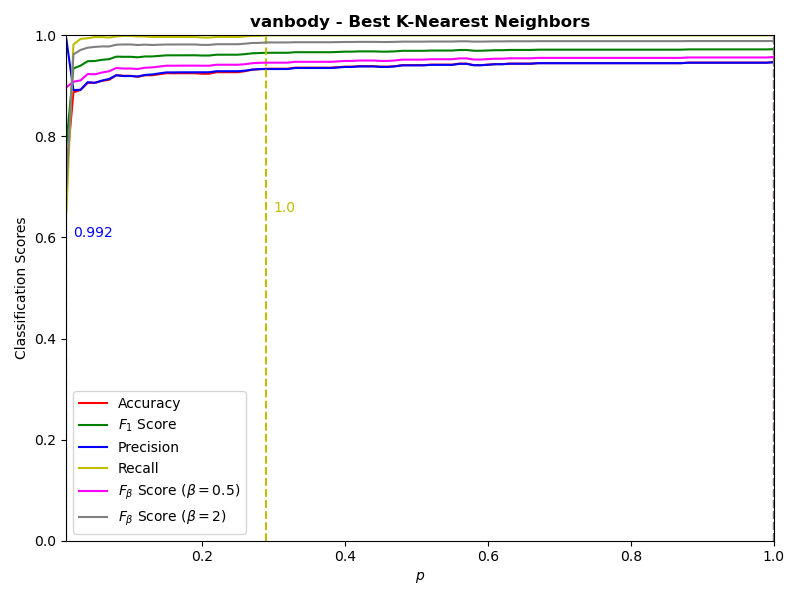 vanbody - Best K-Nearest Neighbors
Classification Scores
1.0
0.8
0.6
0.4
0.2
0.0
1.0
0.992
Accuracy
F₁ Score
Precision
Recall
Fᵦ Score (β = 0.5)
Fᵦ Score (β = 2)
0.2 0.4 0.6 0.8 1.0
p